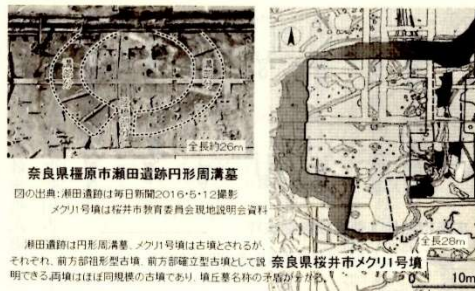 全長約26m
奈良県橿原市瀬田遺跡円形周溝墓
図の出典:瀬田遺跡は毎日新聞2016・5・12撮影
メクリ1号墳は桜井市教育委員会現地説明会資料
瀬田遺跡は円形周溝墓、メクリ1号墳は古墳とされるが、
それぞれ、前方部祖形型古墳、前方部確立型古墳として説
明できる。両墳はほぼ同規模の古墳であり、墳丘墓名称の矛盾が分かる。
全長28m
奈良県桜井市メクリ1号墳
0 10m